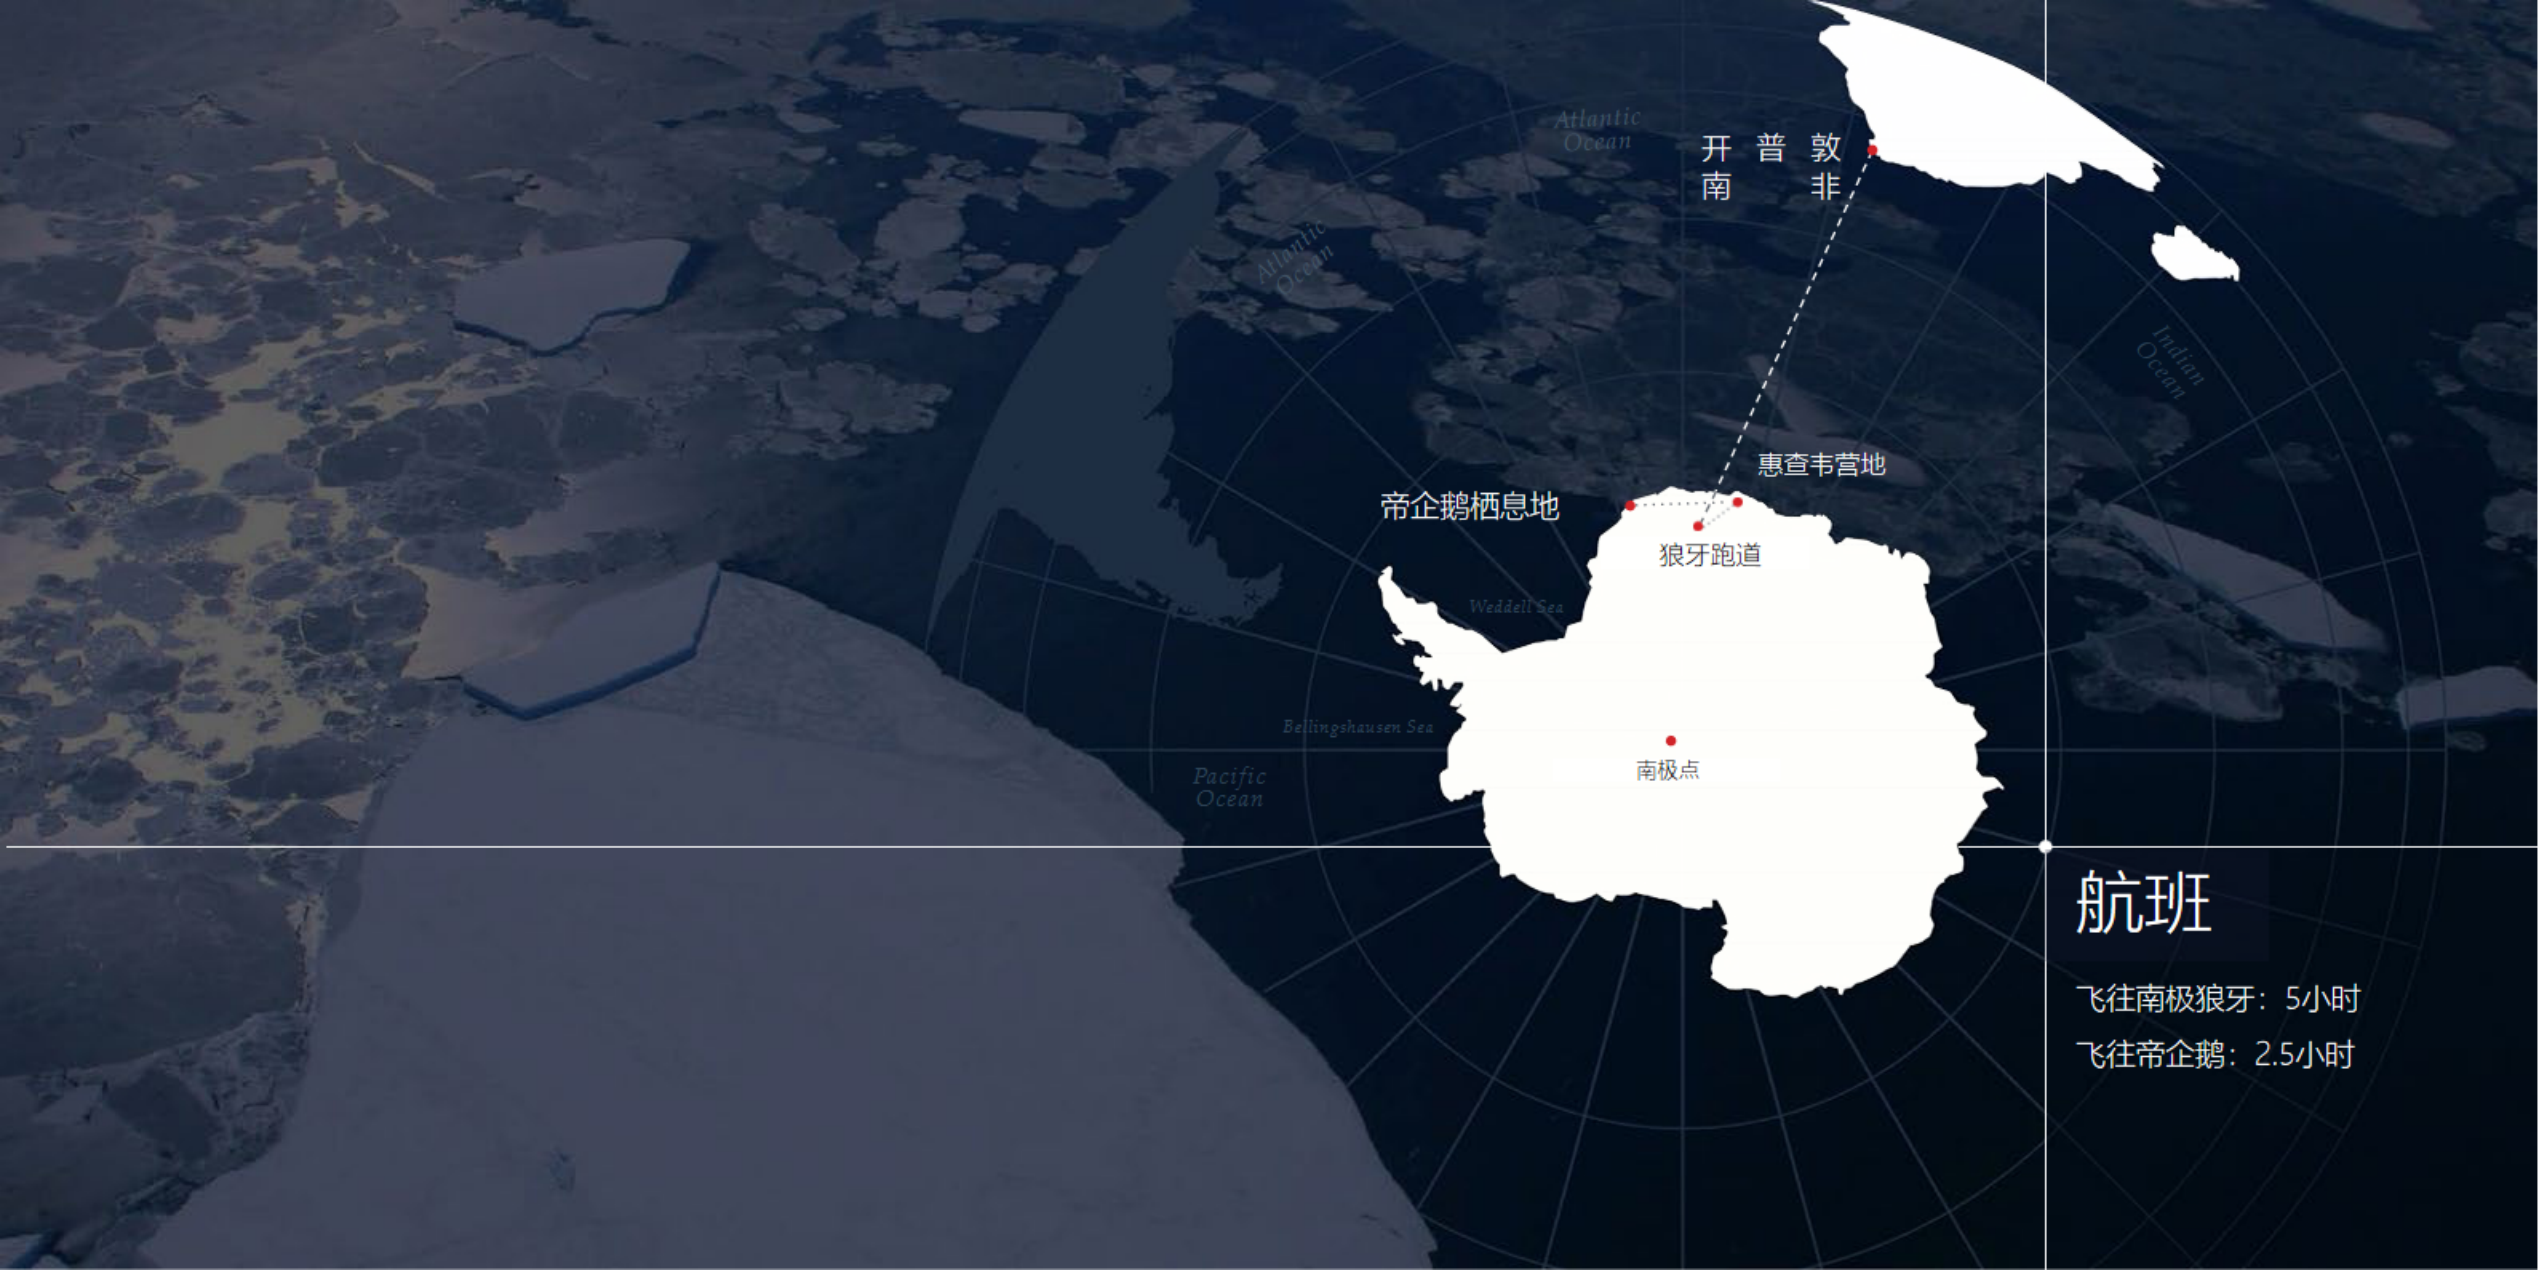 Atlantic
Ocean
开普敦
南非
Atlantic
Ocean
Indian
Ocean
惠查韦营地
帝企鹅栖息地
狼牙跑道
Weddell Sea
Bellingshausen Sea
南极点
Pacific
Ocean
航班
飞往南极狼牙：5小时
飞往帝企鹅：2.5小时